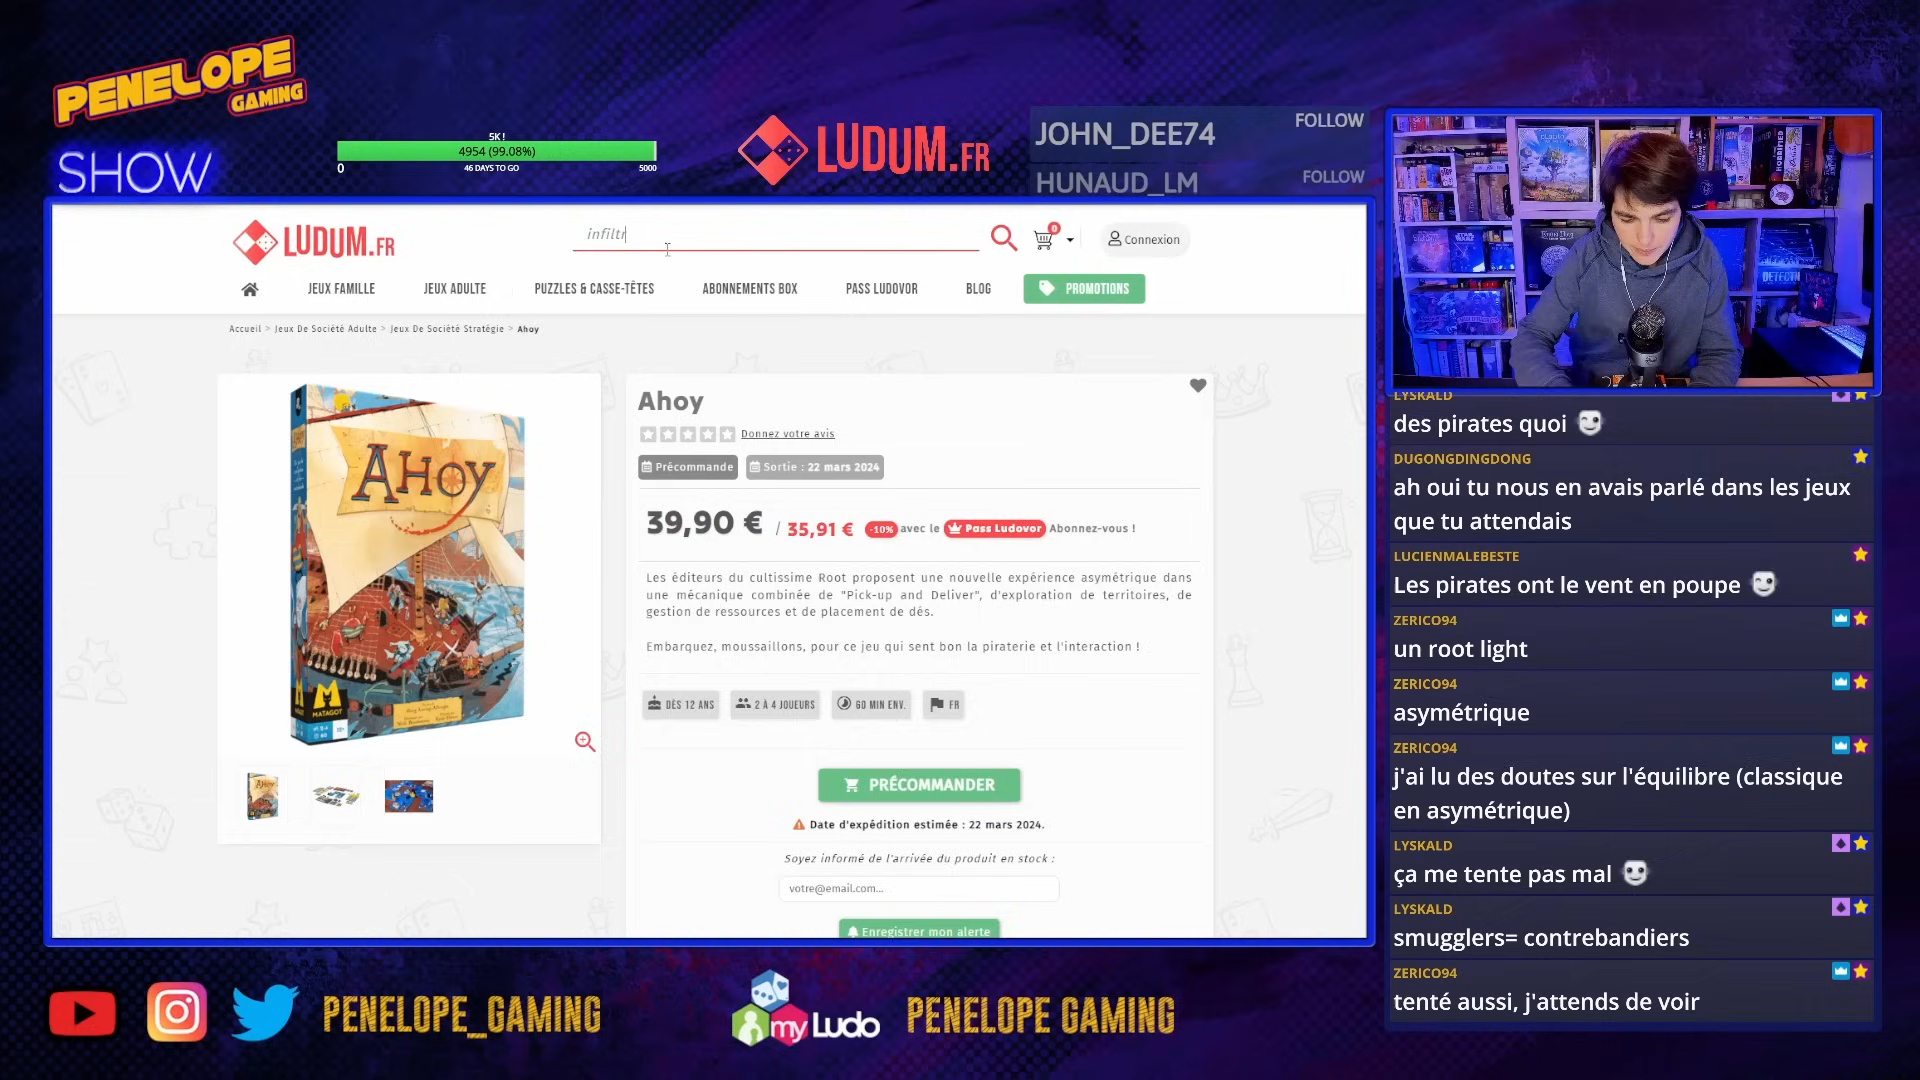 PENELOPE
GAMING
SHOW
5K !
4954 (99.08%)
0
46 DAYS TO GO
5000
LUDUM.FR
JOHN_DEE74 FOLLOW
HUNAUD_LM FOLLOW
LUDUM.FR
infiltr
0
Connexion
JEUX FAMILLE
JEUX ADULTE
PUZZLES & CASSE-TÊTES
ABONNEMENTS BOX
PASS LUDOVOR
BLOG
PROMOTIONS
Accueil > Jeux De Société Adulte > Jeux De Société Stratégie > Ahoy
AHOY
MATAGOT
Ahoy
Donnez votre avis
Précommande
Sortie : 22 mars 2024
39,90 € / 35,91 € -10% avec le Pass Ludovor Abonnez-vous !
Les éditeurs du cultissime Root proposent une nouvelle expérience asymétrique dans
une mécanique combinée de "Pick-up and Deliver", d'exploration de territoires, de
gestion de ressources et de placement de dés.
Embarquez, moussaillons, pour ce jeu qui sent bon la piraterie et l'interaction !
DÈS 12 ANS
2 À 4 JOUEURS
60 MIN ENV.
FR
PRÉCOMMANDER
Date d'expédition estimée : 22 mars 2024.
Soyez informé de l'arrivée du produit en stock :
votre@email.com...
Enregistrer mon alerte
LYSKALD
des pirates quoi
DUGONGDINGDONG
ah oui tu nous en avais parlé dans les jeux
que tu attendais
LUCIENMALEBESTE
Les pirates ont le vent en poupe
ZERICO94
un root light
ZERICO94
asymétrique
ZERICO94
j'ai lu des doutes sur l'équilibre (classique
en asymétrique)
LYSKALD
ça me tente pas mal
LYSKALD
smugglers= contrebandiers
ZERICO94
tenté aussi, j'attends de voir
PENELOPE_GAMING
my Ludo
PENELOPE GAMING